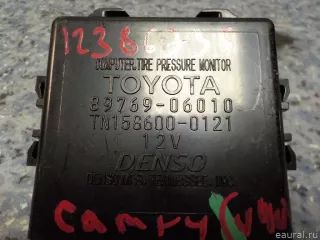 COMPUTER, TIRE PRESSURE MONITOR
TOYOTA
89769-06010
TN158600-0121
12V
DENSO
Camry
eaural.ru